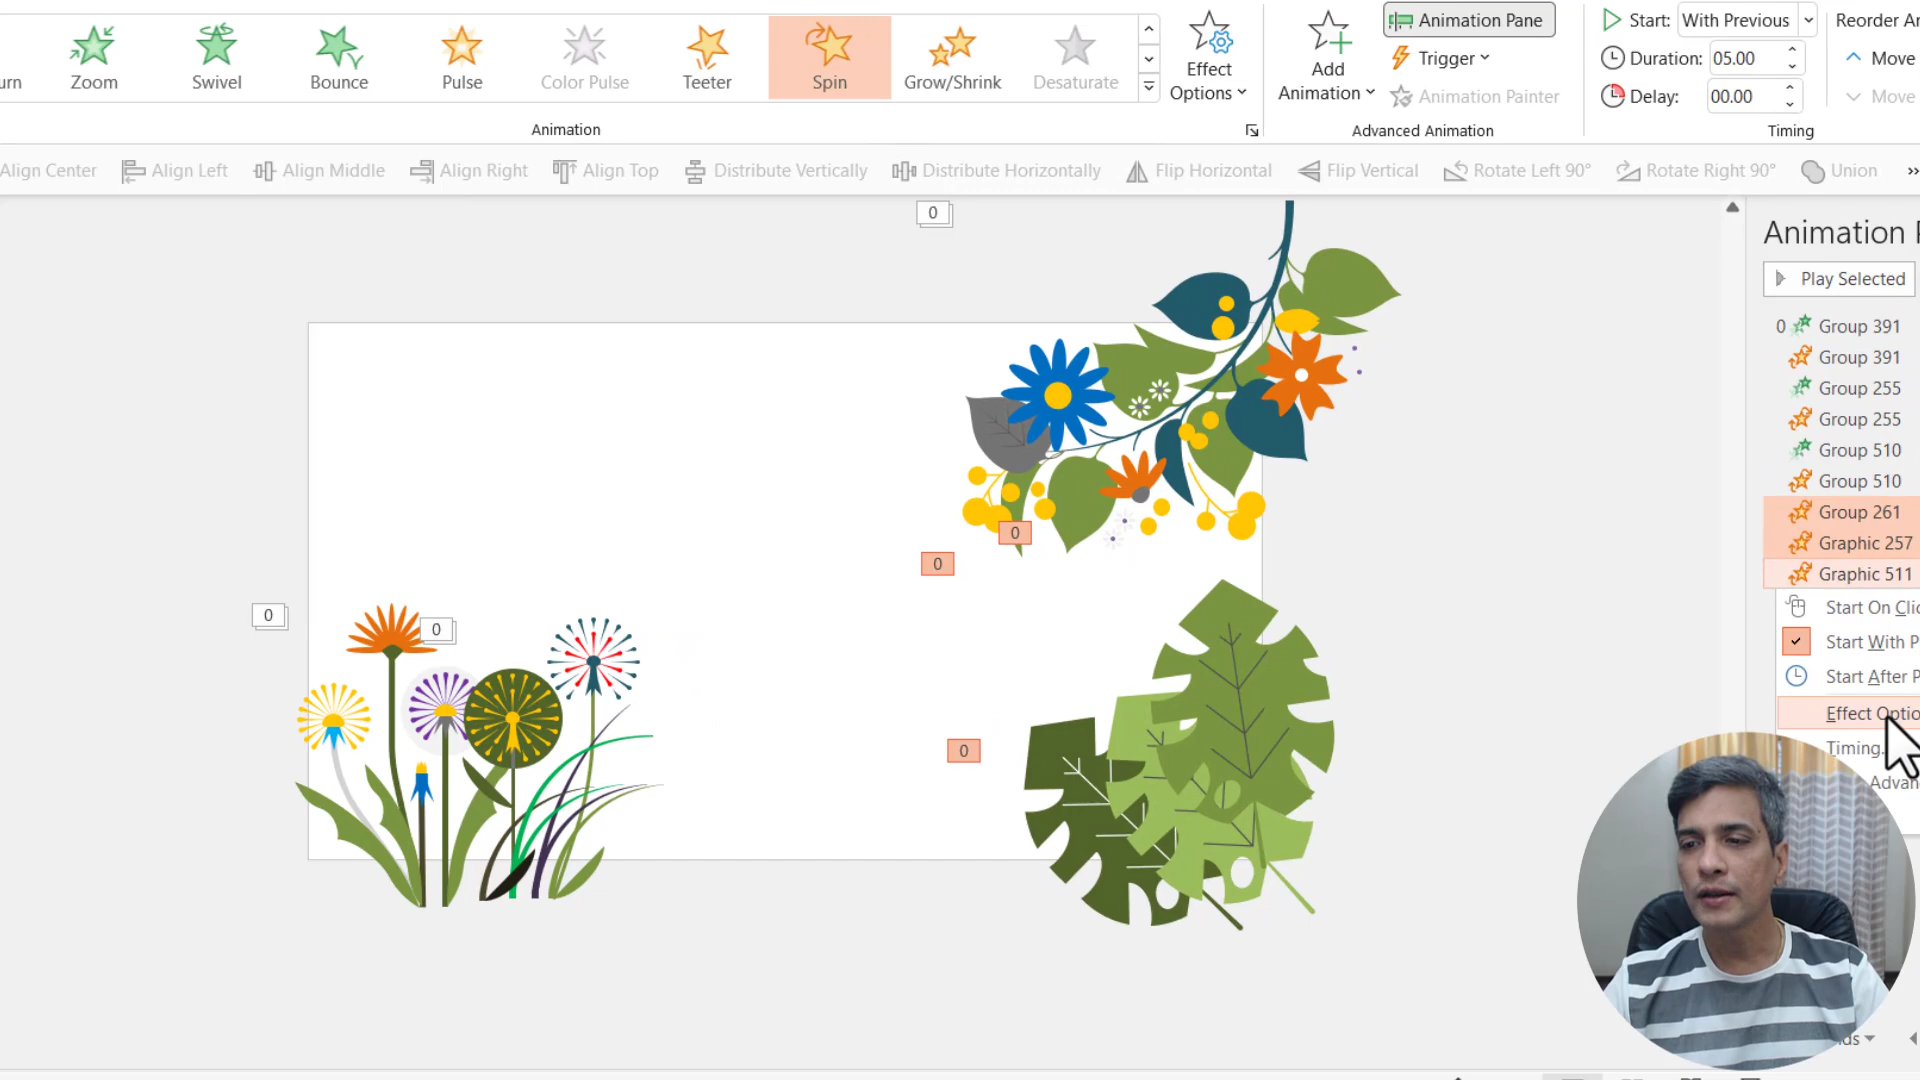 urn
Zoom
Swivel
Bounce
Pulse
Color Pulse
Teeter
Spin
Grow/Shrink
Desaturate
Animation
Effect
Options
Add
Animation
Animation Pane
Trigger
Animation Painter
Advanced Animation
Start: With Previous
Duration: 05.00
Delay: 00.00
Timing
Reorder An
Move
Move
Align Center
Align Left
Align Middle
Align Right
Align Top
Distribute Vertically
Distribute Horizontally
Flip Horizontal
Flip Vertical
Rotate Left 90°
Rotate Right 90°
Union
»
0
0
0
0
0
0
Animation P
Play Selected
0 Group 391
Group 391
Group 255
Group 255
Group 510
Group 510
Group 261
Graphic 257
Graphic 511
Start On Clic
Start With P
Start After P
Effect Optio
Timing.
Advan
ds